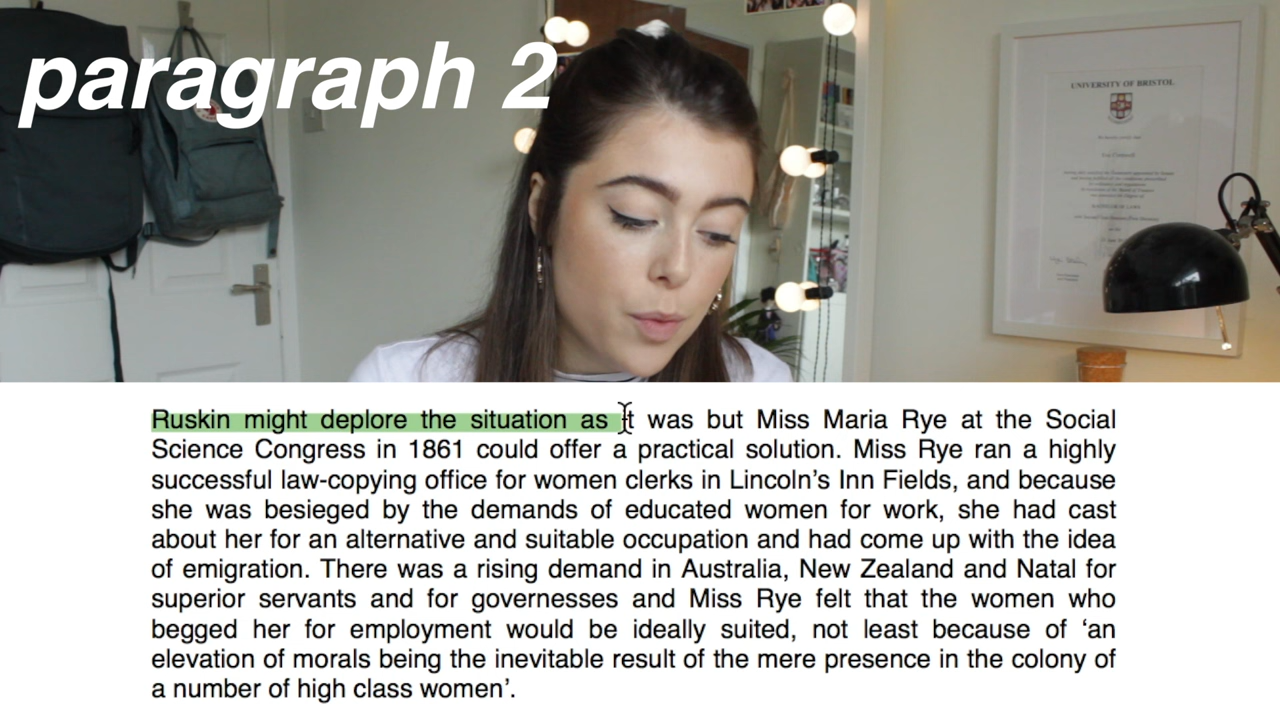 paragraph 2
UNIVERSITY OF BRISTOL
Ruskin might deplore the situation as it was but Miss Maria Rye at the Social
Science Congress in 1861 could offer a practical solution. Miss Rye ran a highly
successful law-copying office for women clerks in Lincoln’s Inn Fields, and because
she was besieged by the demands of educated women for work, she had cast
about her for an alternative and suitable occupation and had come up with the idea
of emigration. There was a rising demand in Australia, New Zealand and Natal for
superior servants and for governesses and Miss Rye felt that the women who
begged her for employment would be ideally suited, not least because of ‘an
elevation of morals being the inevitable result of the mere presence in the colony of
a number of high class women’.